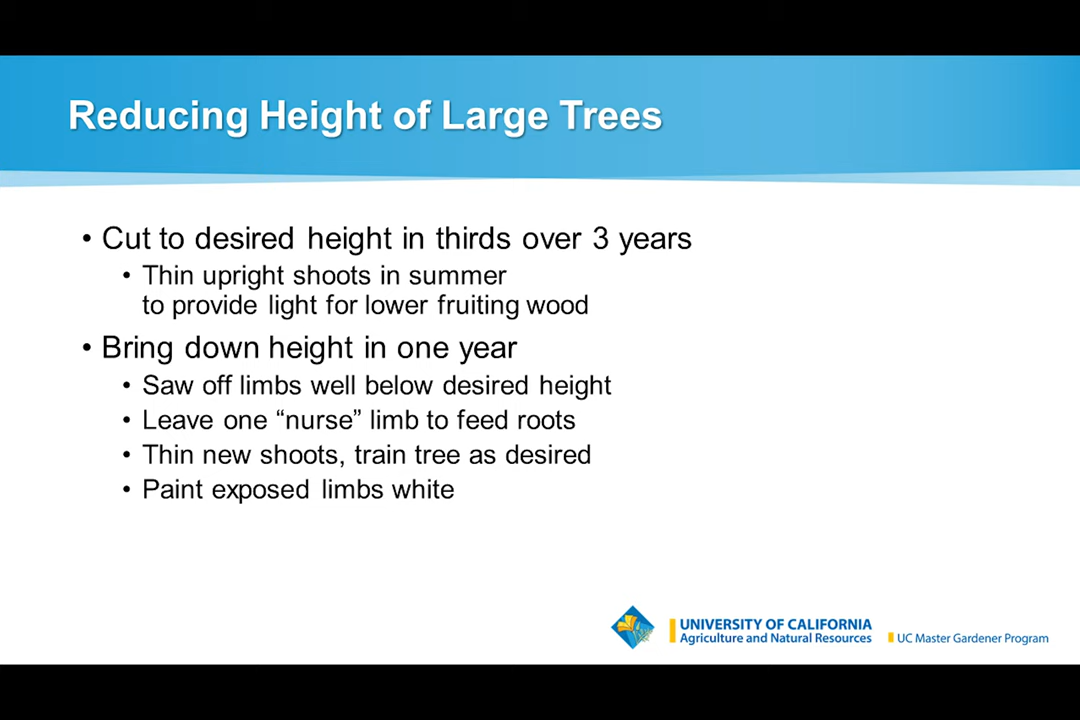 Reducing Height of Large Trees
• Cut to desired height in thirds over 3 years
• Thin upright shoots in summer
to provide light for lower fruiting wood
• Bring down height in one year
• Saw off limbs well below desired height
• Leave one “nurse” limb to feed roots
• Thin new shoots, train tree as desired
• Paint exposed limbs white
UNIVERSITY OF CALIFORNIA
Agriculture and Natural Resources
UC Master Gardener Program